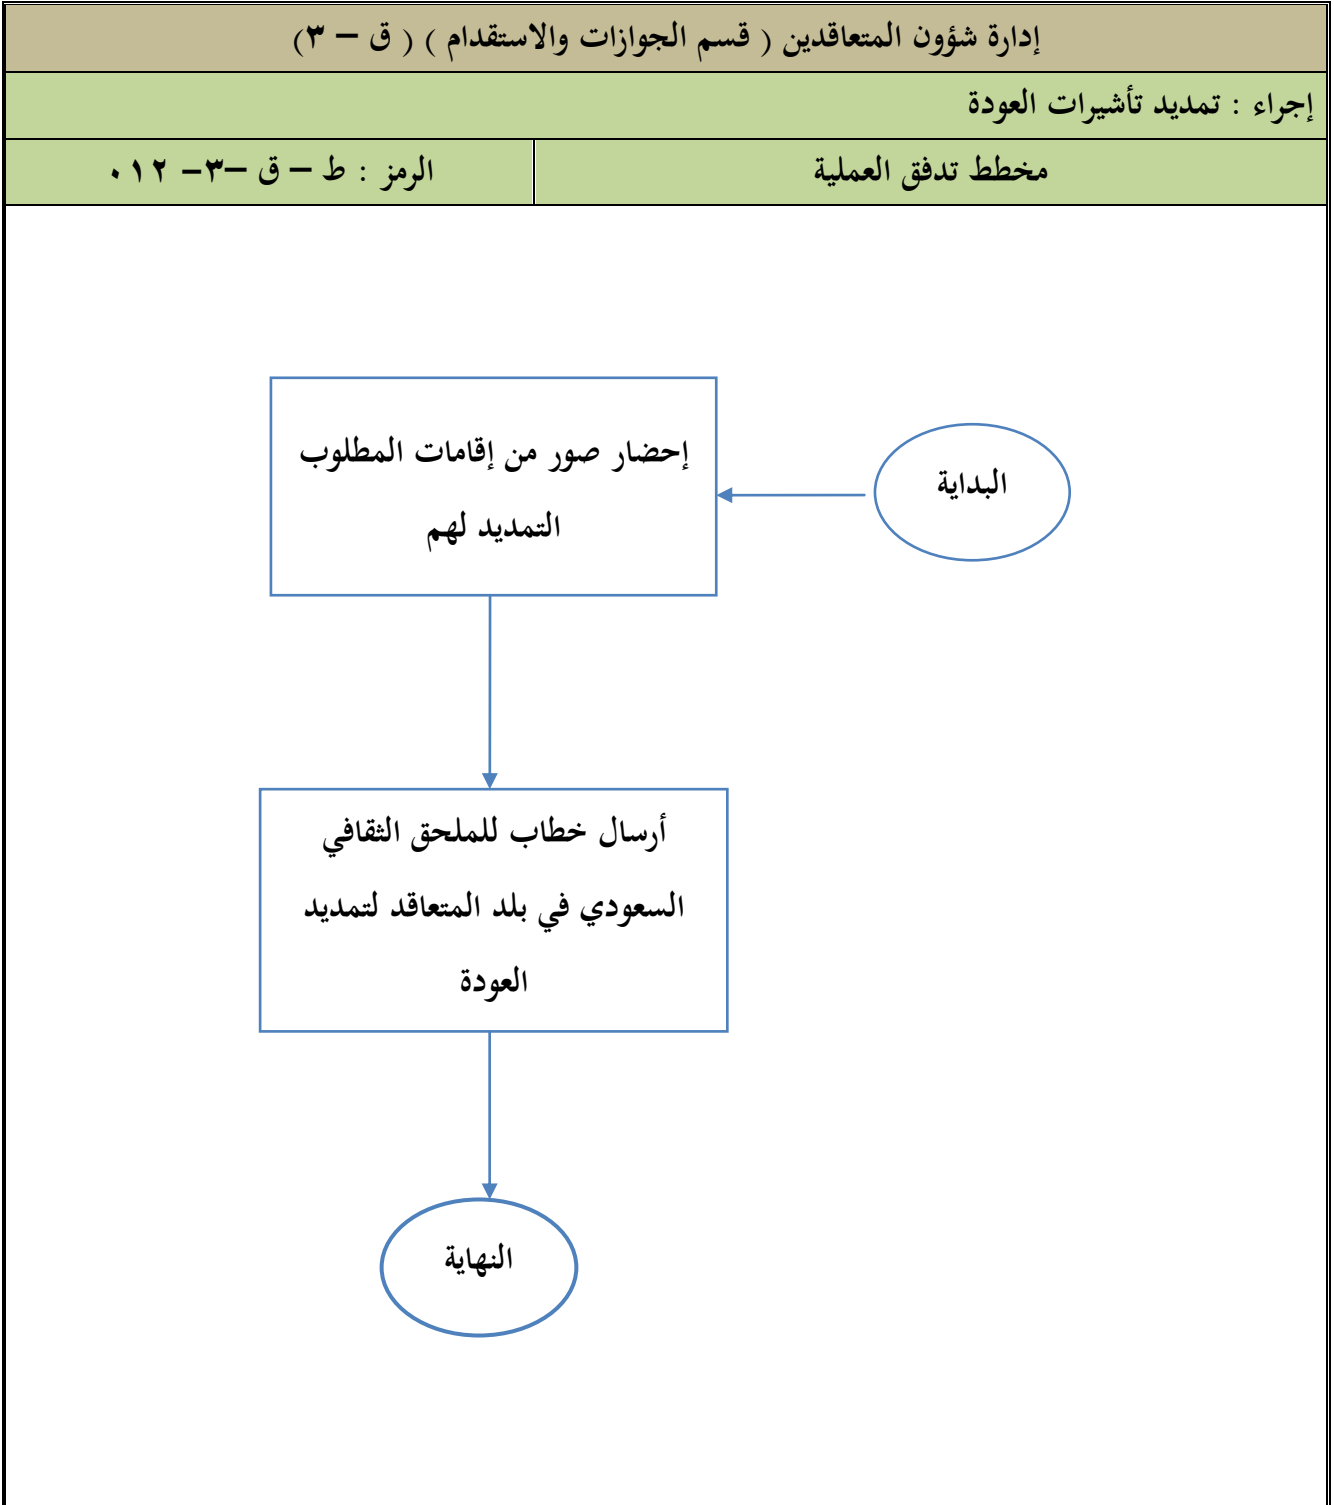 إدارة شؤون المتعاقدين ( قسم الجوازات والاستقدام ) ( ق – ٣)
إجراء : تمديد تأشيرات العودة
مخطط تدفق العملية
الرمز : ط – ق –٣– ٠١٢
البداية
إحضار صور من إقامات المطلوب
التمديد لهم
أرسال خطاب للملحق الثقافي
السعودي في بلد المتعاقد لتمديد
العودة
النهاية